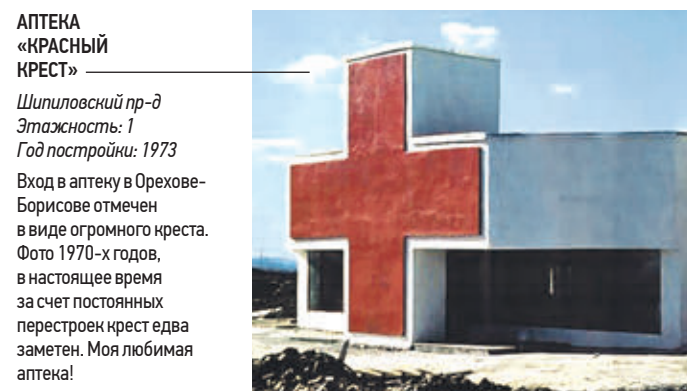 АПТЕКА
«КРАСНЫЙ
КРЕСТ»
Шипиловский пр-д
Этажность: 1
Год постройки: 1973
Вход в аптеку в Орехове-
Борисове отмечен
в виде огромного креста.
Фото 1970-х годов,
в настоящее время
за счет постоянных
перестроек крест едва
заметен. Моя любимая
аптека!